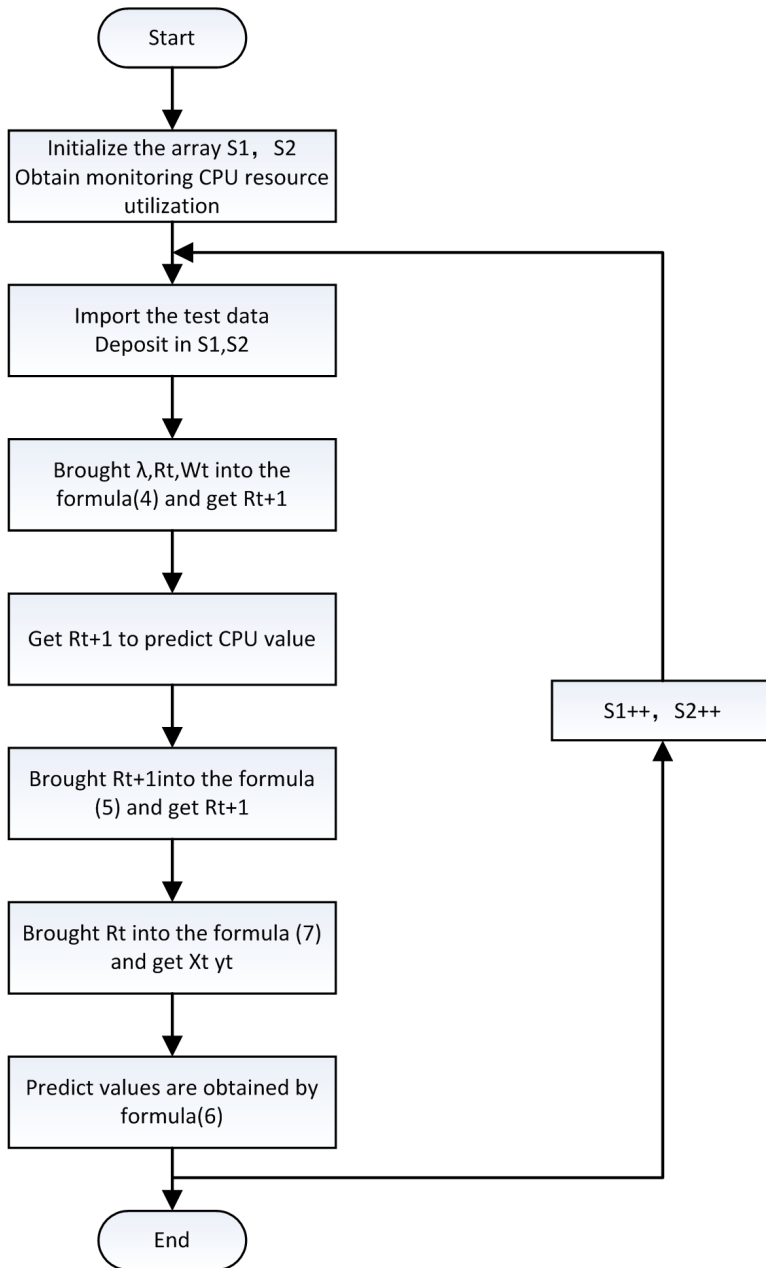 Start
Initialize the array S1，S2
Obtain monitoring CPU resource
utilization
Import the test data
Deposit in S1,S2
Brought λ,Rt,Wt into the
formula(4) and get Rt+1
Get Rt+1 to predict CPU value
Brought Rt+1into the formula
(5) and get Rt+1
Brought Rt into the formula (7)
and get Xt yt
Predict values are obtained by
formula(6)
End
S1++，S2++